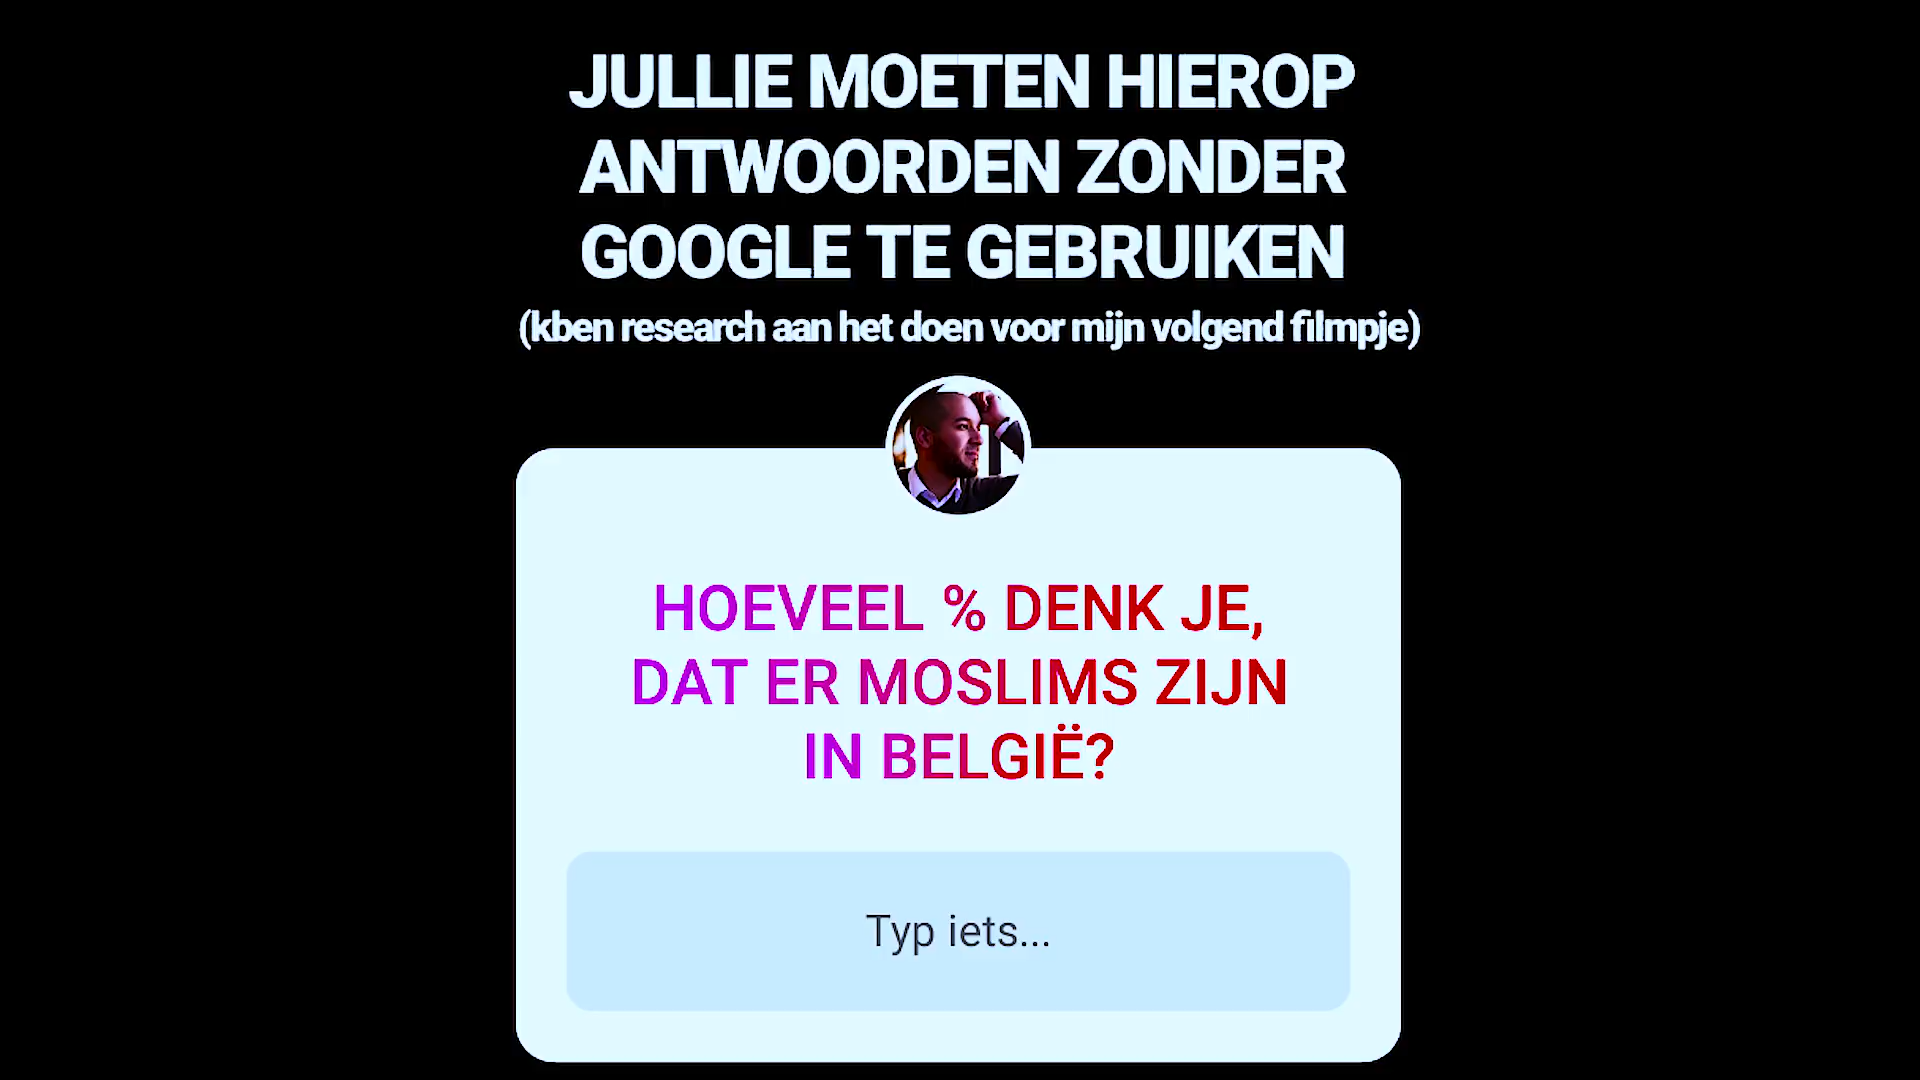 JULLIE MOETEN HIEROP
ANTWOORDEN ZONDER
GOOGLE TE GEBRUIKEN
(kben research aan het doen voor mijn volgend filmpje)
HOEVEEL % DENK JE,
DAT ER MOSLIMS ZIJN
IN BELGIË?
Typ iets...